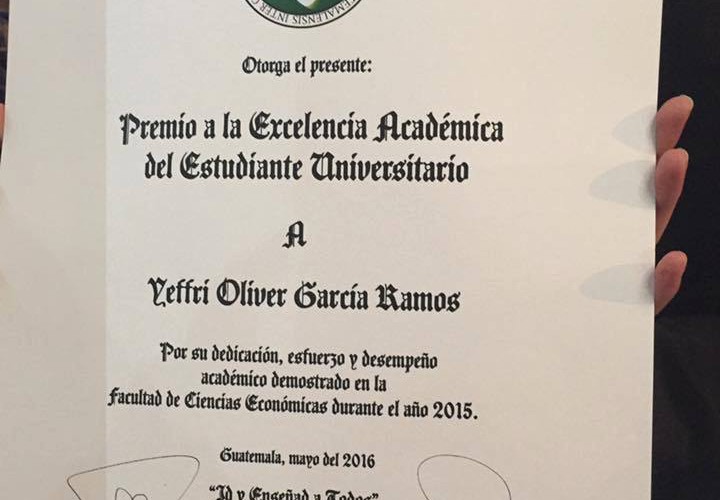 Otorga el presente:
Premio a la Excelencia Académica
del Estudiante Universitario
A
Yeffri Oliver García Ramos
Por su dedicación, esfuerzo y desempeño
académico demostrado en la
Facultad de Ciencias Económicas durante el año 2015.
Guatemala, mayo del 2016
"Id y Enseñad a Todos"